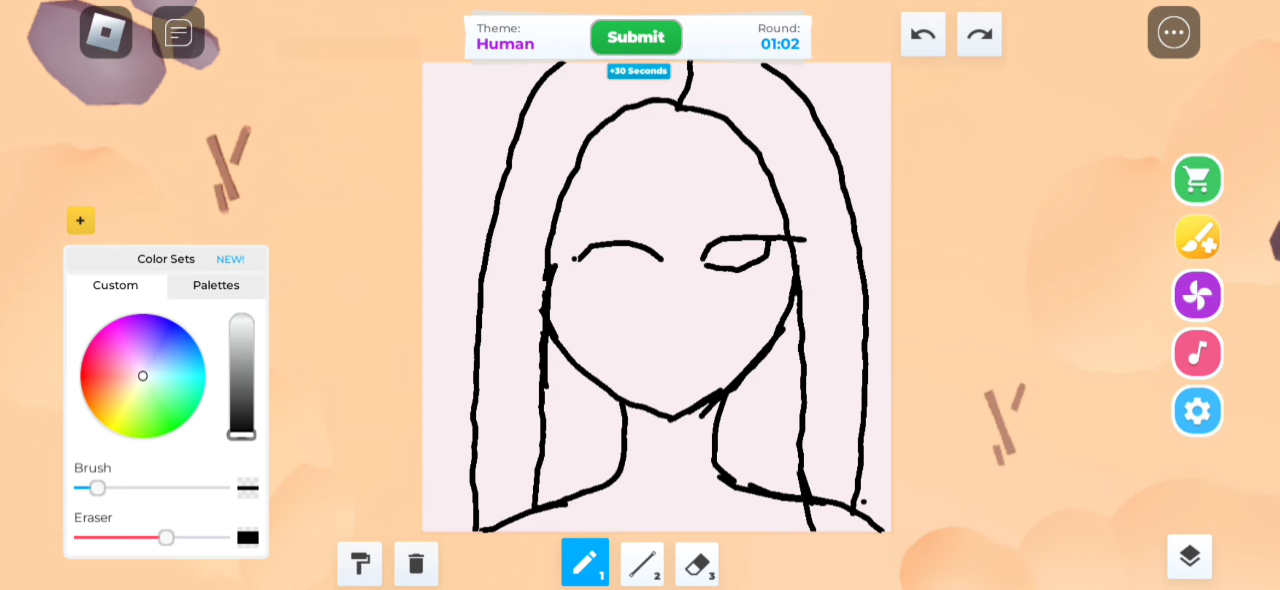 Theme:
Human
Submit
Round:
01:02
+30 Seconds
+
Color Sets NEW!
Custom Palettes
Brush
Eraser
1
2
3